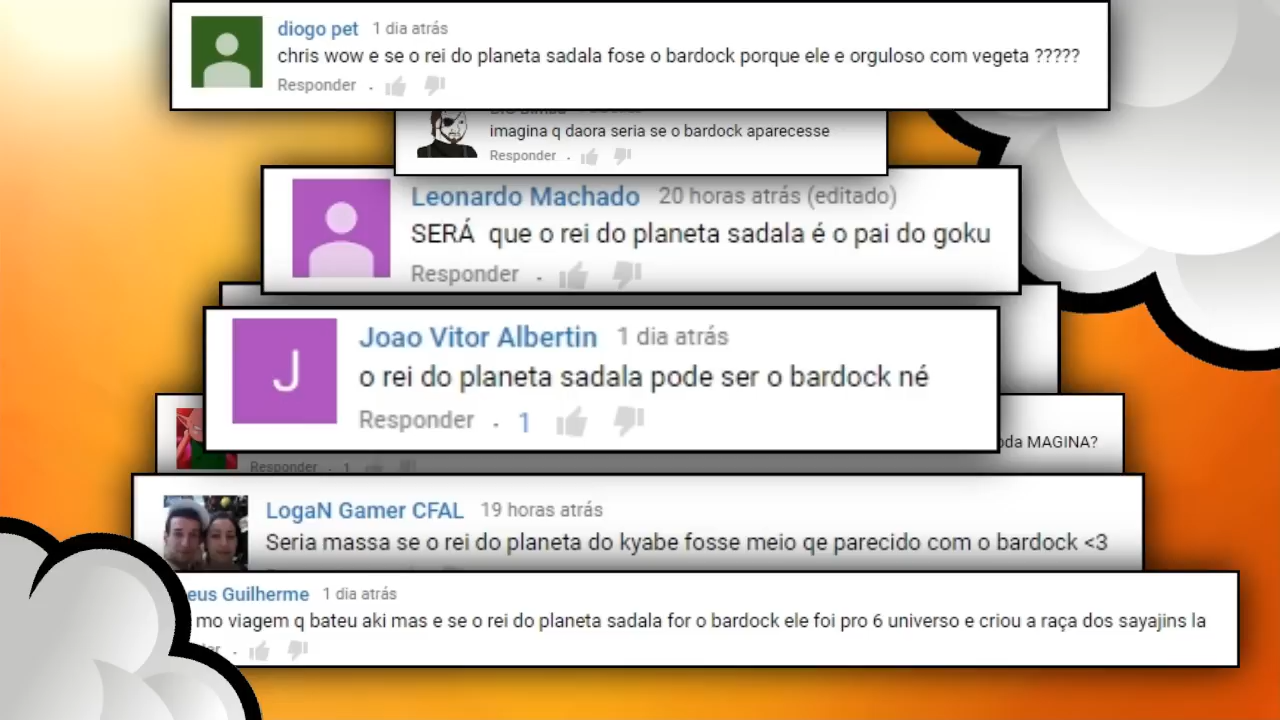 diogo pet 1 dia atrás
chris wow e se o rei do planeta sadala fose o bardock porque ele e orguloso com vegeta ?????
Responder .
imagina q daora seria se o bardock aparecesse
Responder .
Leonardo Machado 20 horas atrás (editado)
SERÁ que o rei do planeta sadala é o pai do goku
Responder .
J
Joao Vitor Albertin 1 dia atrás
o rei do planeta sadala pode ser o bardock né
Responder . 1
MAGINA?
Responder . 1
LogaN Gamer CFAL 19 horas atrás
Seria massa se o rei do planeta do kyabe fosse meio qe parecido com o bardock <3
eus Guilherme 1 dia atrás
mo viagem q bateu aki mas e se o rei do planeta sadala for o bardock ele foi pro 6 universo e criou a raça dos sayajins la